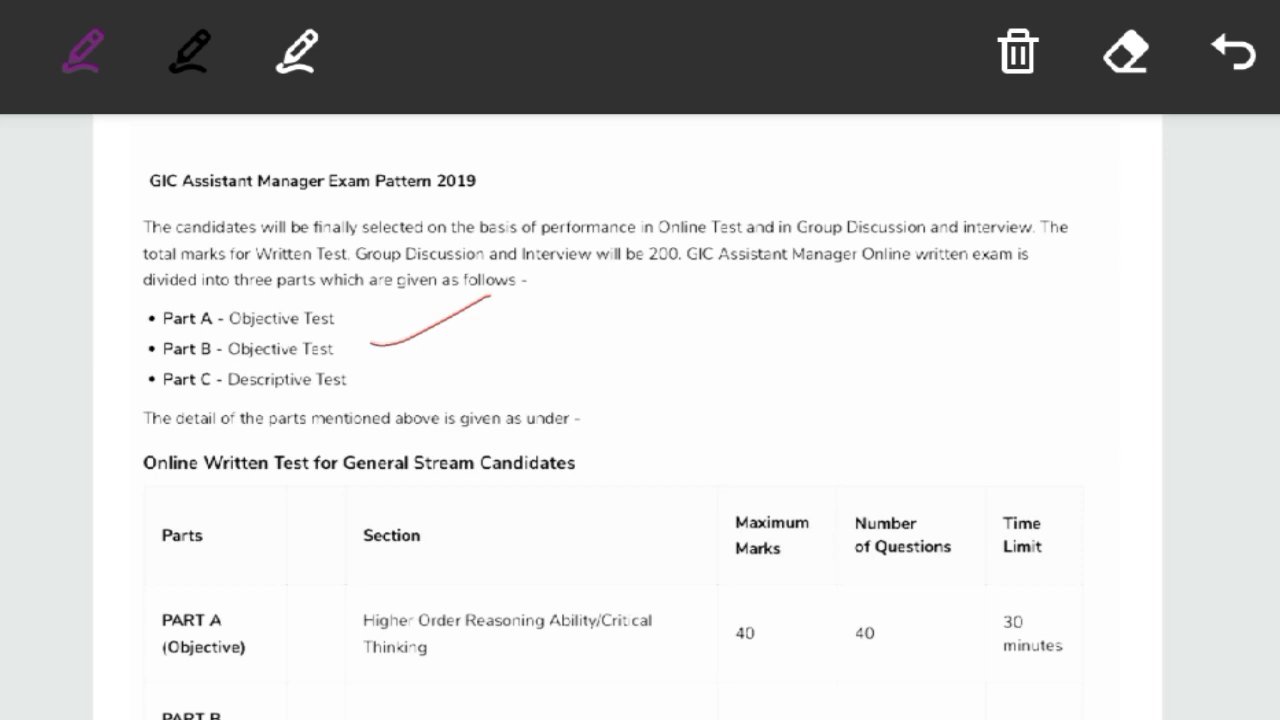 GIC Assistant Manager Exam Pattern 2019
The candidates will be finally selected on the basis of performance in Online Test and in Group Discussion and interview. The
total marks for Written Test. Group Discussion and Interview will be 200. GIC Assistant Manager Online written exam is
divided into three parts which are given as follows -
• Part A - Objective Test
• Part B - Objective Test
• Part C - Descriptive Test
The detail of the parts mentioned above is given as under -
Online Written Test for General Stream Candidates
Parts
Section
Maximum
Marks
Number
of Questions
Time
Limit
PART A
(Objective)
Higher Order Reasoning Ability/Critical
Thinking
40
40
30
minutes
PART B